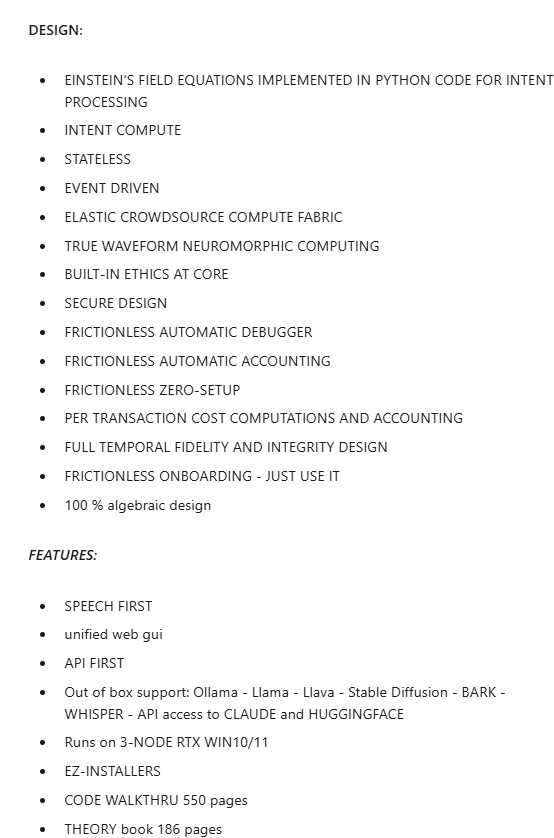 DESIGN:
• EINSTEIN'S FIELD EQUATIONS IMPLEMENTED IN PYTHON CODE FOR INTENT
PROCESSING
• INTENT COMPUTE
• STATELESS
• EVENT DRIVEN
• ELASTIC CROWDSOURCE COMPUTE FABRIC
• TRUE WAVEFORM NEUROMORPHIC COMPUTING
• BUILT-IN ETHICS AT CORE
• SECURE DESIGN
• FRICTIONLESS AUTOMATIC DEBUGGER
• FRICTIONLESS AUTOMATIC ACCOUNTING
• FRICTIONLESS ZERO-SETUP
• PER TRANSACTION COST COMPUTATIONS AND ACCOUNTING
• FULL TEMPORAL FIDELITY AND INTEGRITY DESIGN
• FRICTIONLESS ONBOARDING - JUST USE IT
• 100 % algebraic design
FEATURES:
• SPEECH FIRST
• unified web gui
• API FIRST
• Out of box support: Ollama - Llama - Llava - Stable Diffusion - BARK -
WHISPER - API access to CLAUDE and HUGGINGFACE
• Runs on 3-NODE RTX WIN10/11
• EZ-INSTALLERS
• CODE WALKTHRU 550 pages
• THEORY book 186 pages